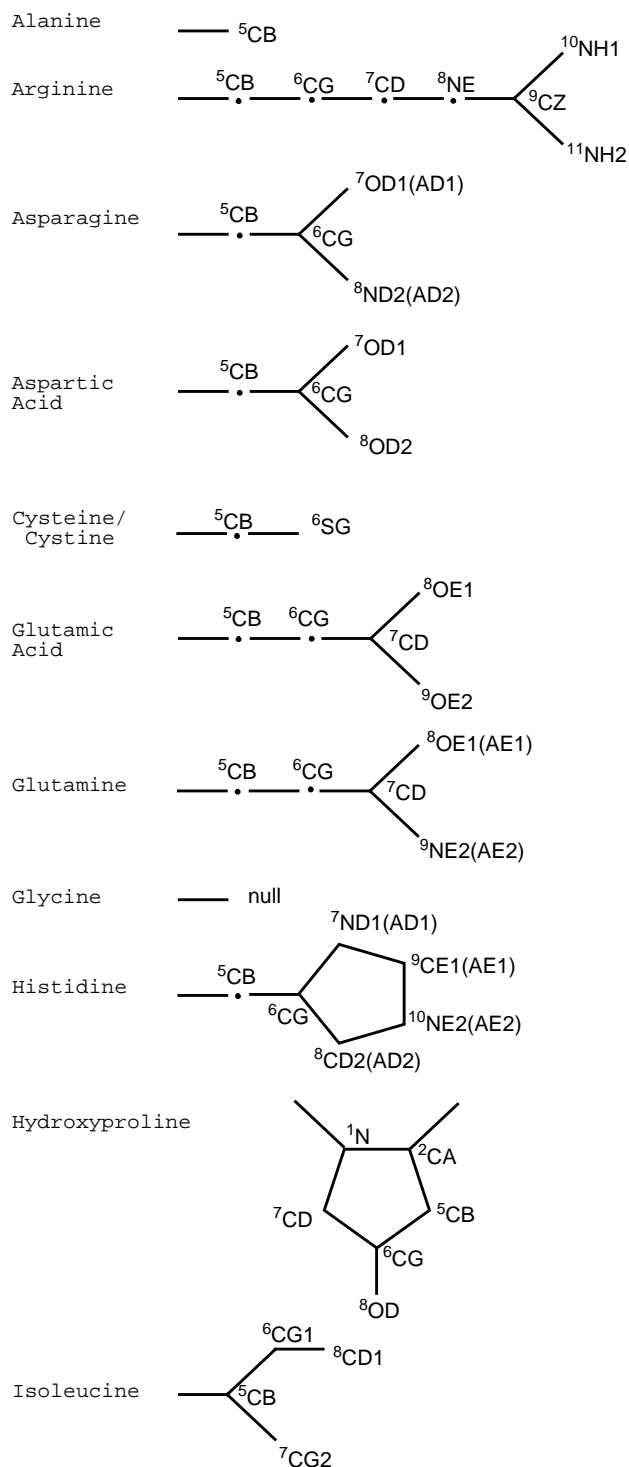 Alanine
⁵CB
Arginine
⁵CB ⁶CG ⁷CD ⁸NE ⁹CZ ¹⁰NH1
¹¹NH2
Asparagine
⁵CB ⁶CG ⁷OD1(AD1)
⁸ND2(AD2)
Aspartic
Acid
⁵CB ⁶CG ⁷OD1
⁸OD2
Cysteine/
Cystine
⁵CB ⁶SG
Glutamic
Acid
⁵CB ⁶CG ⁷CD ⁸OE1
⁹OE2
Glutamine
⁵CB ⁶CG ⁷CD ⁸OE1(AE1)
⁹NE2(AE2)
Glycine
null
Histidine
⁵CB ⁶CG ⁷ND1(AD1)
⁹CE1(AE1)
¹⁰NE2(AE2)
⁸CD2(AD2)
Hydroxyproline
¹N ²CA
⁷CD ⁵CB
⁶CG
⁸OD
Isoleucine
⁶CG1 ⁸CD1
⁵CB
⁷CG2